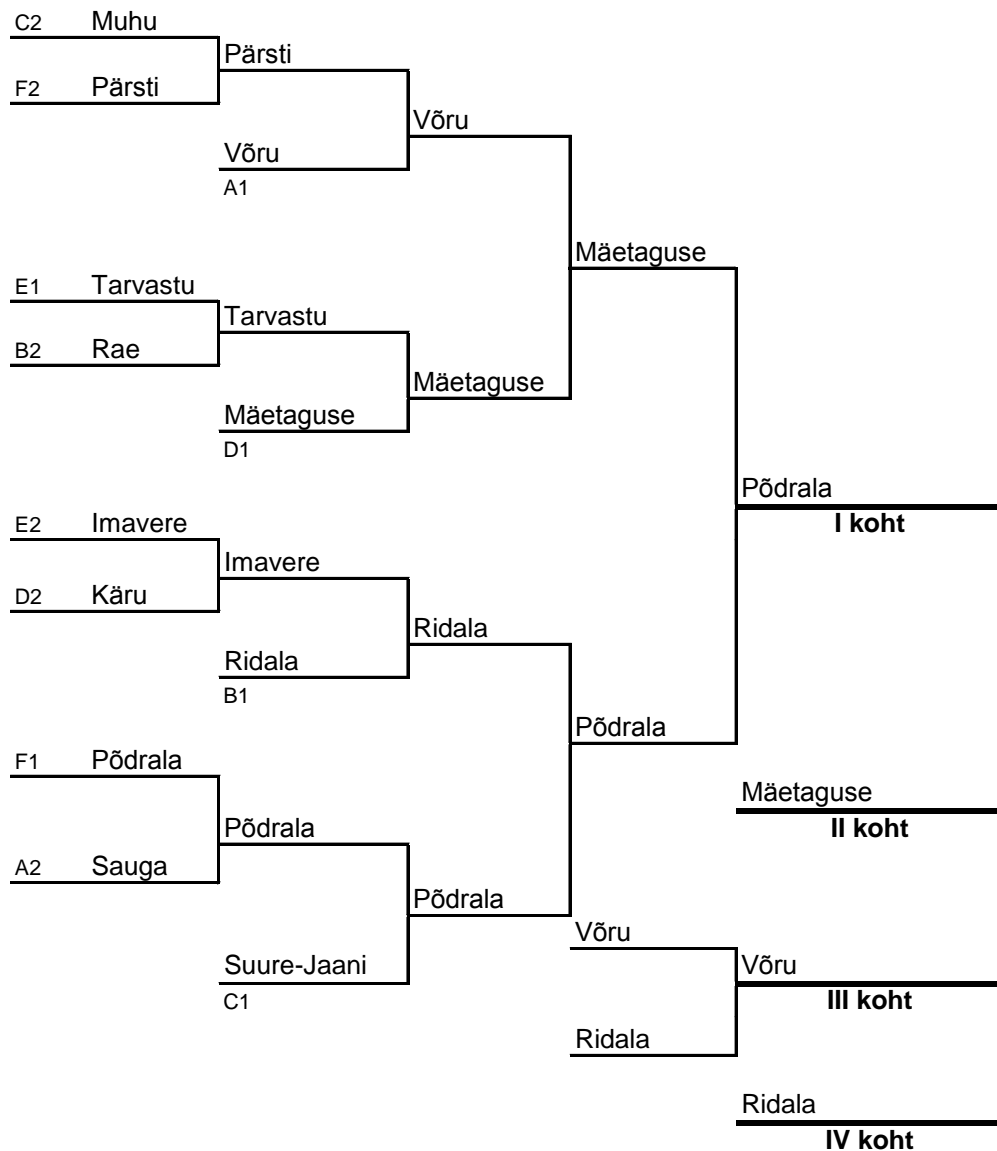 C2 Muhu
Pärsti
F2 Pärsti
Võru
Võru
A1
Mäetaguse
E1 Tarvastu
Tarvastu
B2 Rae
Mäetaguse
Mäetaguse
D1
Põdrala
I koht
E2 Imavere
Imavere
D2 Käru
Ridala
Ridala
B1
Põdrala
F1 Põdrala
Mäetaguse
II koht
Põdrala
A2 Sauga
Põdrala
Võru
Suure-Jaani
Võru
C1
III koht
Ridala
Ridala
IV koht